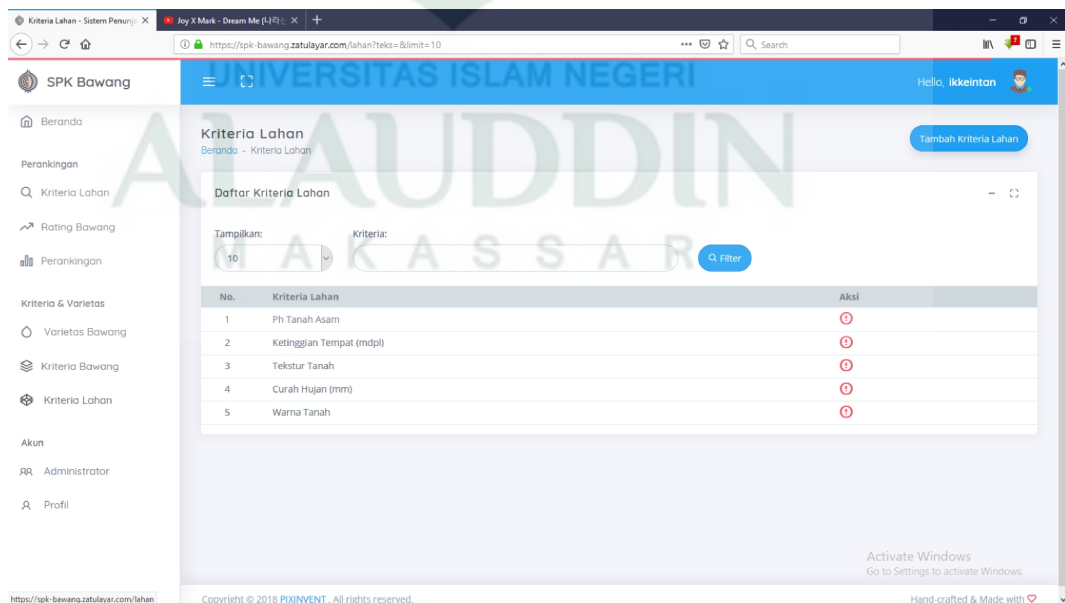 Kriteria Lahan - Sistem Penunja
Joy X Mark - Dream Me (나라는
https://spk-bawang.zatulayar.com/lahan?teks=&limit=10
Search
SPK Bawang
UNIVERSITAS ISLAM NEGERI
Hello, ikkeintan
ALAUDDIN
MAKASSAR
Beranda
Perankingan
Kriteria Lahan
Rating Bawang
Perankingan
Kriteria & Varietas
Varietas Bawang
Kriteria Bawang
Kriteria Lahan
Akun
Administrator
Profil
Kriteria Lahan
Beranda - Kriteria Lahan
Tambah Kriteria Lahan
Daftar Kriteria Lahan
Tampilkan: Kriteria:
10 Filter
No. Kriteria Lahan Aksi
1 Ph Tanah Asam
2 Ketinggian Tempat (mdpl)
3 Tekstur Tanah
4 Curah Hujan (mm)
5 Warna Tanah
Activate Windows
Go to Settings to activate Windows.
https://spk-bawang.zatulayar.com/lahan
Copyright © 2018 PIXINVENT . All rights reserved.
Hand-crafted & Made with